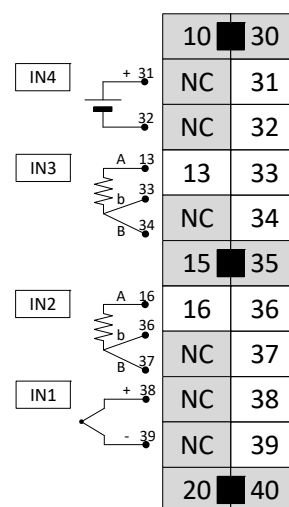 10 30
IN4 + 31 NC 31
32 NC 32
IN3 A 13 13 33
b 33
B 34 NC 34
15 35
IN2 A 16 16 36
b 36
B 37 NC 37
IN1 + 38 NC 38
- 39 NC 39
20 40